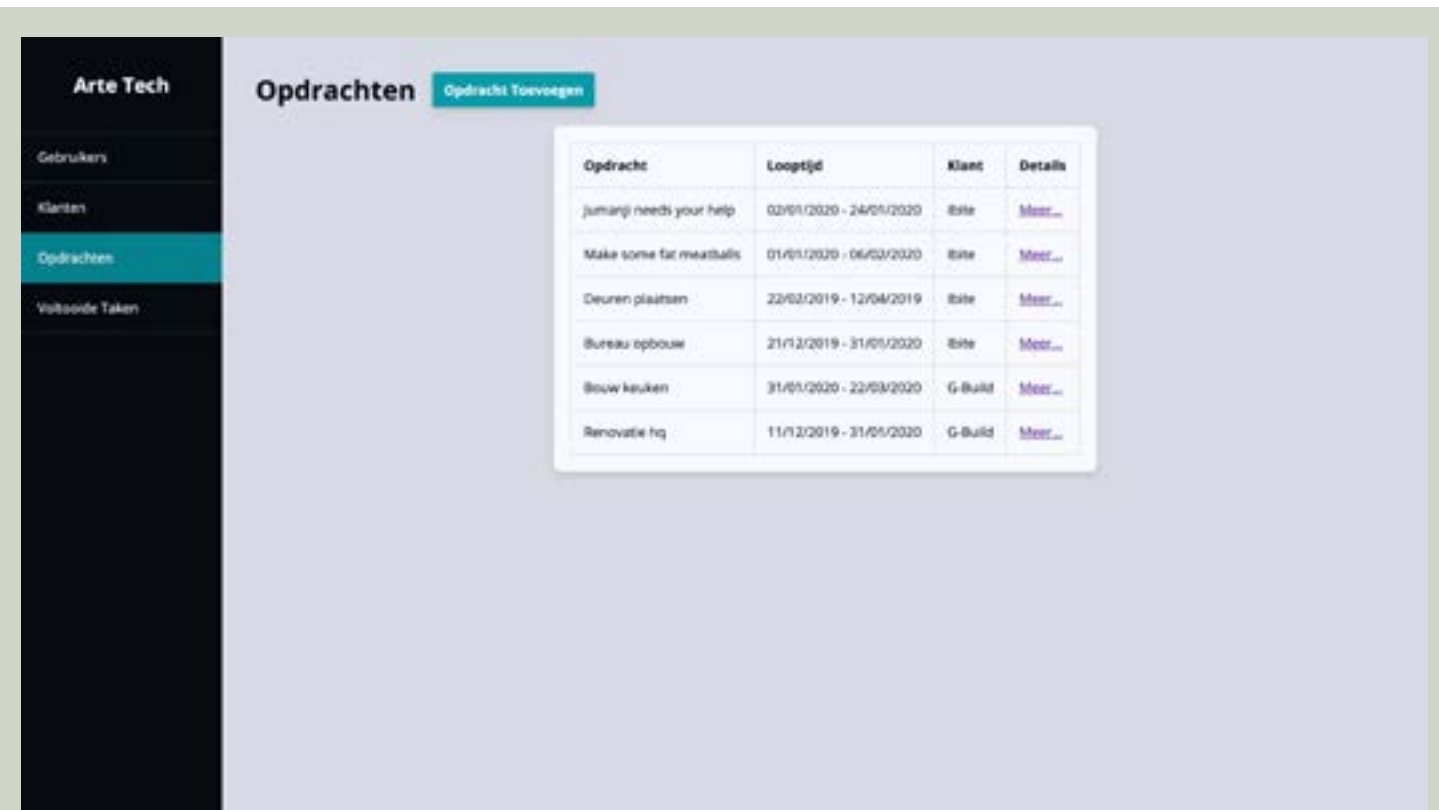 Arte Tech
Gebruikers
Klanten
Opdrachten
Voltooide Taken
Opdrachten Opdracht Toevoegen
Opdracht Looptijd Klant Details
Jumanji needs your help 02/01/2020 - 24/01/2020 Ibite Meer...
Make some fat meatballs 01/01/2020 - 06/02/2020 Ibite Meer...
Deuren plaatsen 22/02/2019 - 12/04/2019 Ibite Meer...
Bureau opbouw 21/12/2019 - 31/01/2020 Ibite Meer...
Bouw keuken 31/01/2020 - 22/03/2020 G-Build Meer...
Renovatie hq 11/12/2019 - 31/01/2020 G-Build Meer...